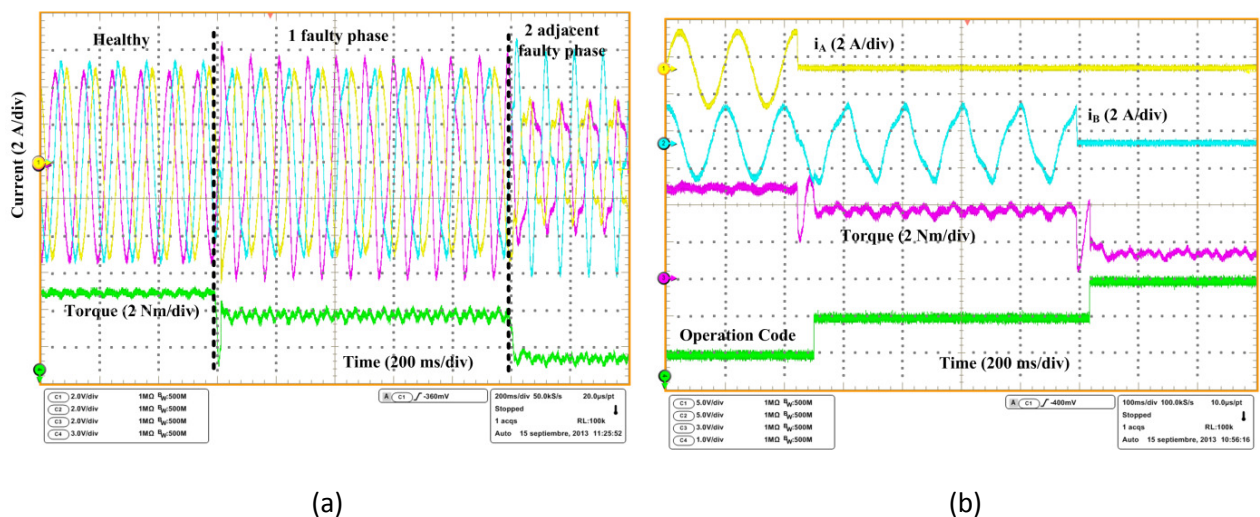 Healthy
1 faulty phase
2 adjacent
faulty phase
Current (2 A/div)
1
Torque (2 Nm/div)
Time (200 ms/div)
C1 2.0V/div 1MΩ BW:500M
C2 2.0V/div 1MΩ BW:500M
C3 2.0V/div 1MΩ BW:500M
C4 3.0V/div 1MΩ BW:500M
A C1 -360mV
200ms/div 50.0kS/s 20.0µs/pt
Stopped
1 acqs RL:100k
Auto 15 septiembre, 2013 11:25:52
(a)
iA (2 A/div)
1
iB (2 A/div)
2
Torque (2 Nm/div)
Operation Code
Time (200 ms/div)
C1 5.0V/div 1MΩ BW:500M
C2 5.0V/div 1MΩ BW:500M
C3 3.0V/div 1MΩ BW:500M
C4 1.0V/div 1MΩ BW:500M
A C1 -400mV
100ms/div 100.0kS/s 10.0µs/pt
Stopped
1 acqs RL:100k
Auto 15 septiembre, 2013 10:56:16
(b)